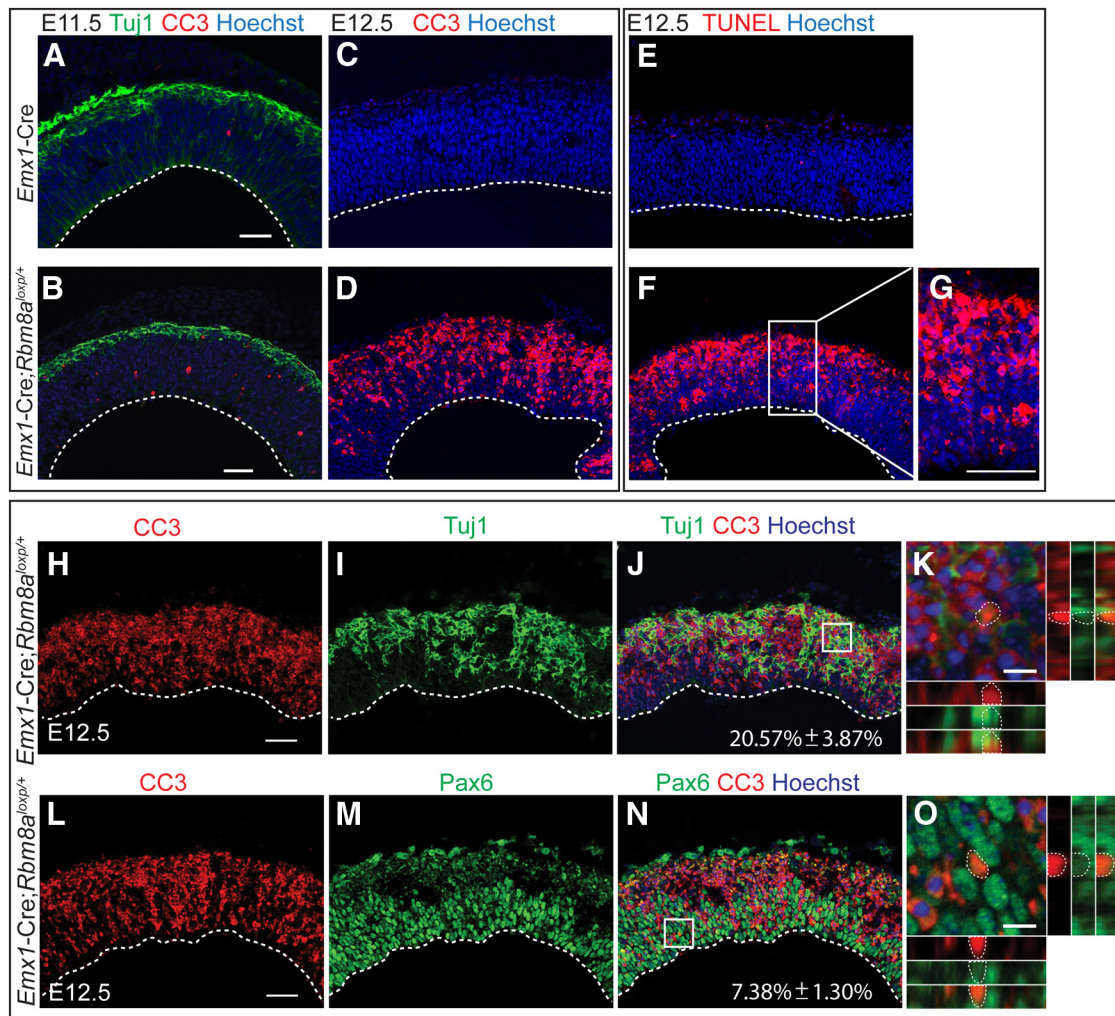 E11.5 Tuj1 CC3 Hoechst
E12.5 CC3 Hoechst
E12.5 TUNEL Hoechst
Emx1-Cre
A
C
E
Emx1-Cre;Rbm8a^loxp/+
B
D
F
G
CC3
Tuj1
Tuj1 CC3 Hoechst
Emx1-Cre;Rbm8a^loxp/+
H
E12.5
I
J
20.57%±3.87%
K
CC3
Pax6
Pax6 CC3 Hoechst
Emx1-Cre;Rbm8a^loxp/+
L
E12.5
M
N
7.38%±1.30%
O